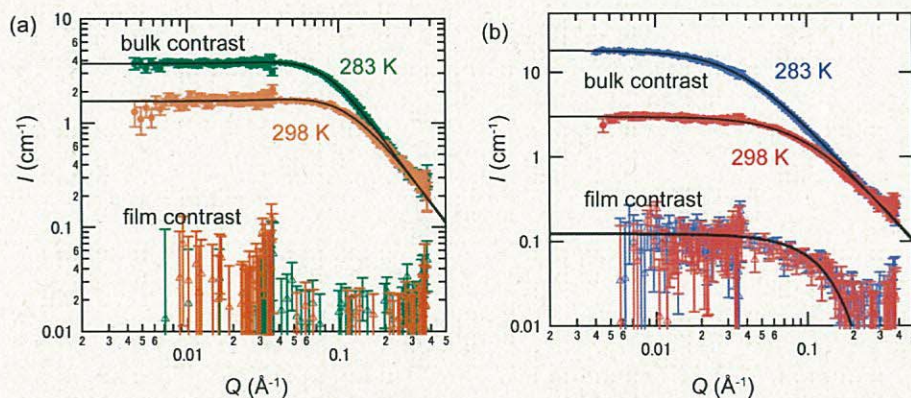 (a)
bulk contrast
283 K
298 K
film contrast
I (cm⁻¹)
8
6
4
2
1
8
6
4
2
0.1
8
6
4
2
0.01
2 3 4 5 6 0.01 2 3 4 5 6 0.1 2 3 4 5
Q (Å⁻¹)
(b)
283 K
bulk contrast
298 K
film contrast
I (cm⁻¹)
10
1
0.1
0.01
2 3 4 5 6 0.01 2 3 4 5 6 0.1 2 3 4
Q (Å⁻¹)